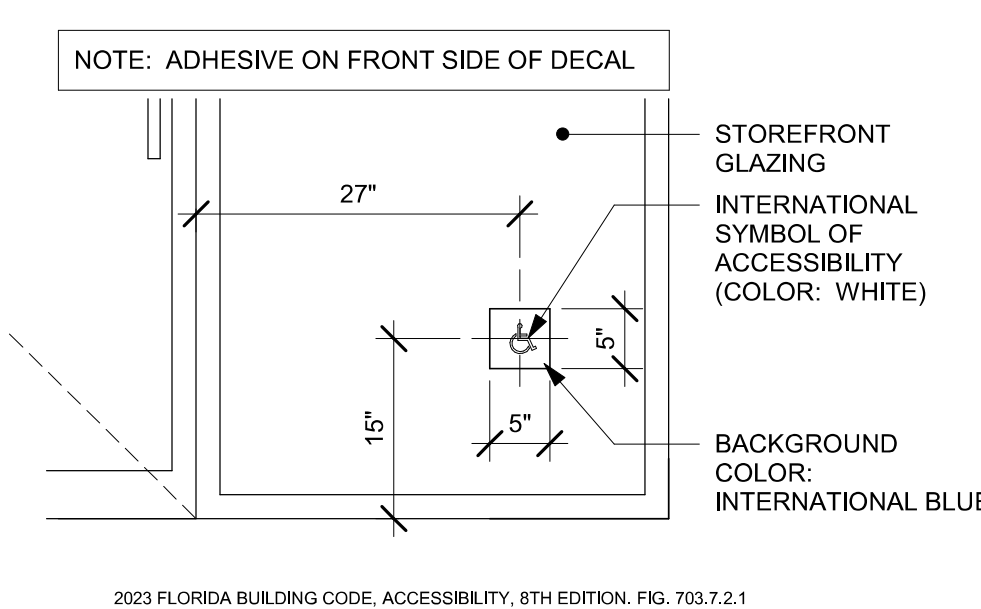 NOTE: ADHESIVE ON FRONT SIDE OF DECAL
STOREFRONT
GLAZING
27"
INTERNATIONAL
SYMBOL OF
ACCESSIBILITY
(COLOR: WHITE)
5"
15"
5"
BACKGROUND
COLOR:
INTERNATIONAL BLUE
2023 FLORIDA BUILDING CODE, ACCESSIBILITY, 8TH EDITION. FIG. 703.7.2.1